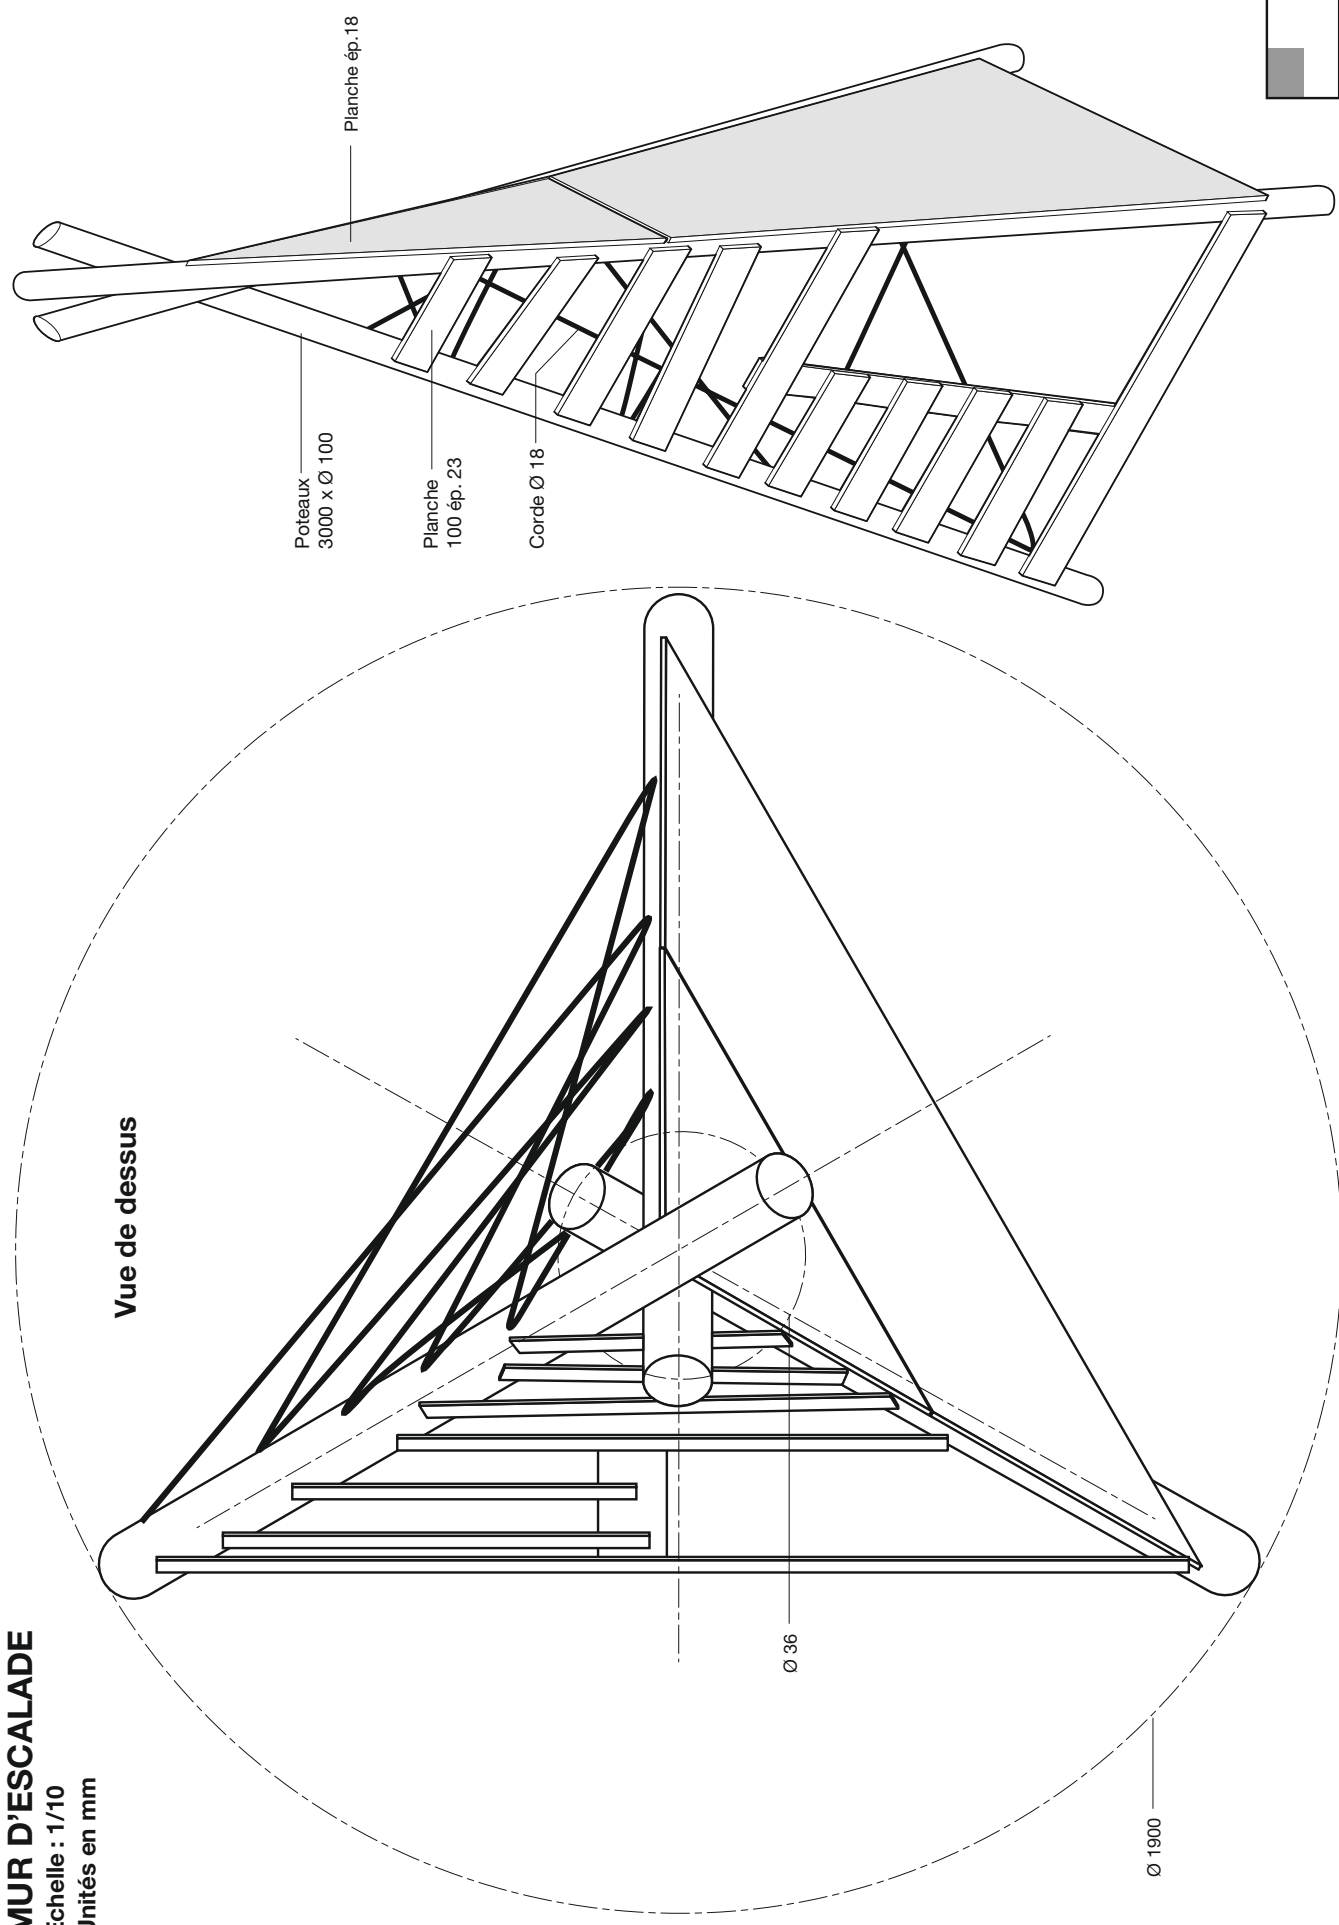 MUR D'ESCALADE
Echelle : 1/10
Unités en mm
Vue de dessus
Ø 1900
Ø 36
Poteaux
3000 x Ø 100
Planche
100 ép. 23
Corde Ø 18
Planche ép.18